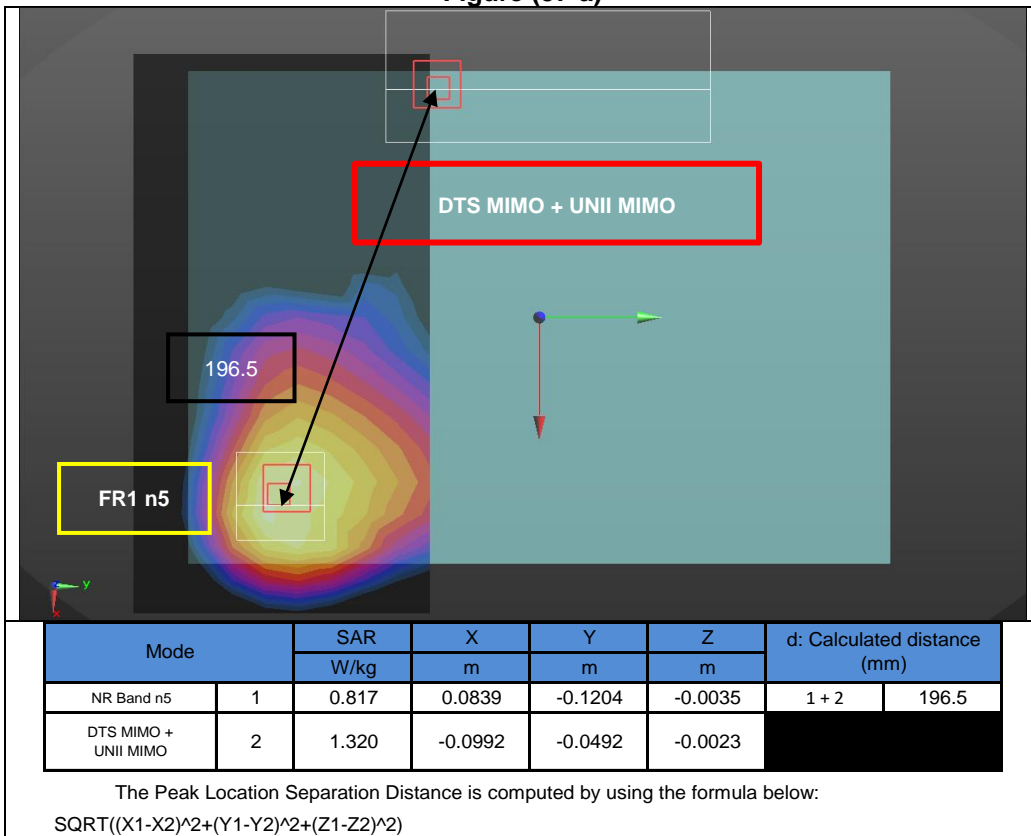 DTS MIMO + UNII MIMO
196.5
FR1 n5
Y
X
Mode SAR X Y Z d: Calculated distance (mm)
W/kg m m m
NR Band n5 1 0.817 0.0839 -0.1204 -0.0035 1 + 2 196.5
DTS MIMO +
UNII MIMO 2 1.320 -0.0992 -0.0492 -0.0023
The Peak Location Separation Distance is computed by using the formula below:
SQRT((X1-X2)^2+(Y1-Y2)^2+(Z1-Z2)^2)